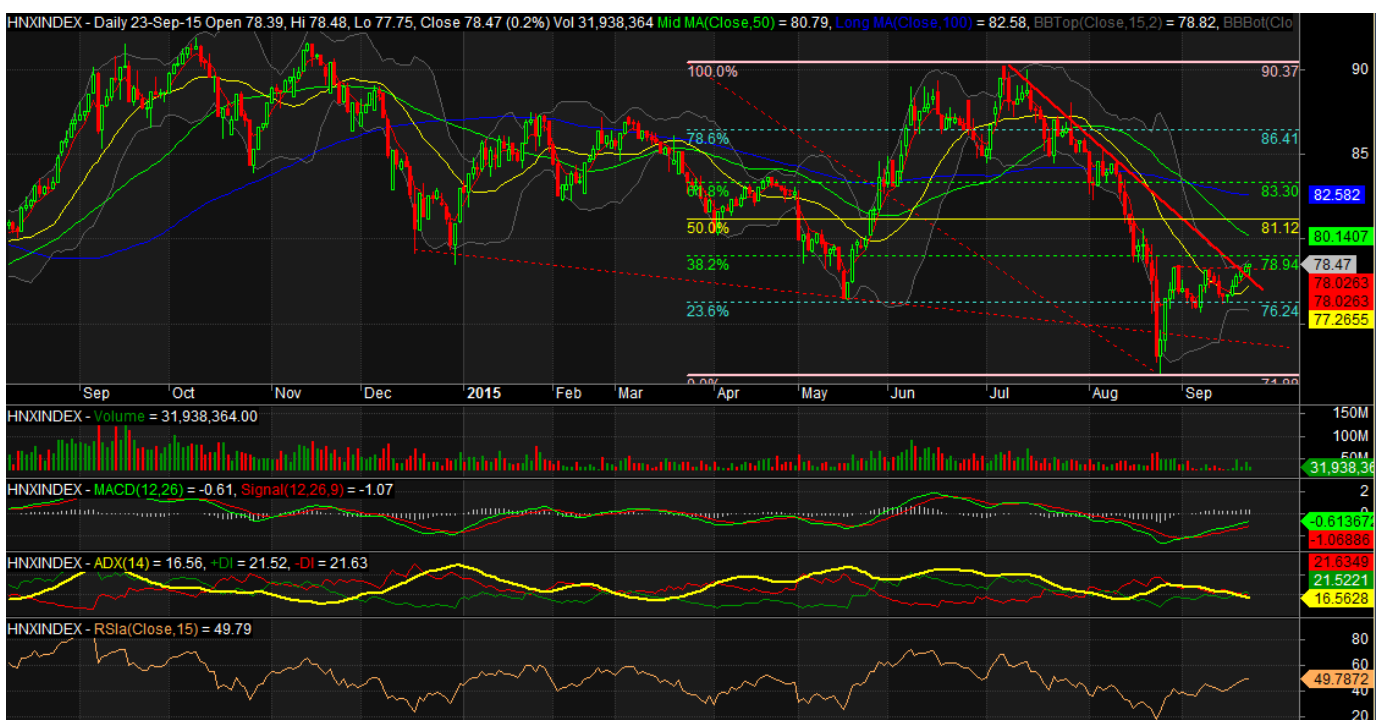 HNXINDEX - Daily 23-Sep-15 Open 78.39, Hi 78.48, Lo 77.75, Close 78.47 (0.2%) Vol 31,938,364 Mid MA(Close,50) = 80.79, Long MA(Close,100) = 82.58, BBTop(Close,15,2) = 78.82, BBBot(Clo
100.0% 90.37 90
78.6% 86.41
85
61.8% 83.30
82.582
50.0% 81.12
80.1407
38.2% 78.94 78.47
78.0263
78.0263
23.6% 76.24
77.2655
0.0% 71.88
Sep Oct Nov Dec 2015 Feb Mar Apr May Jun Jul Aug Sep
HNXINDEX - Volume = 31,938,364.00
150M
100M
50M
31,938,36
HNXINDEX - MACD(12,26) = -0.61, Signal(12,26,9) = -1.07
2
0
-0.613672
-1.06886
HNXINDEX - ADX(14) = 16.56, +DI = 21.52, -DI = 21.63
21.6349
21.5221
16.5628
HNXINDEX - RSIa(Close,15) = 49.79
80
60
49.7872
40
20